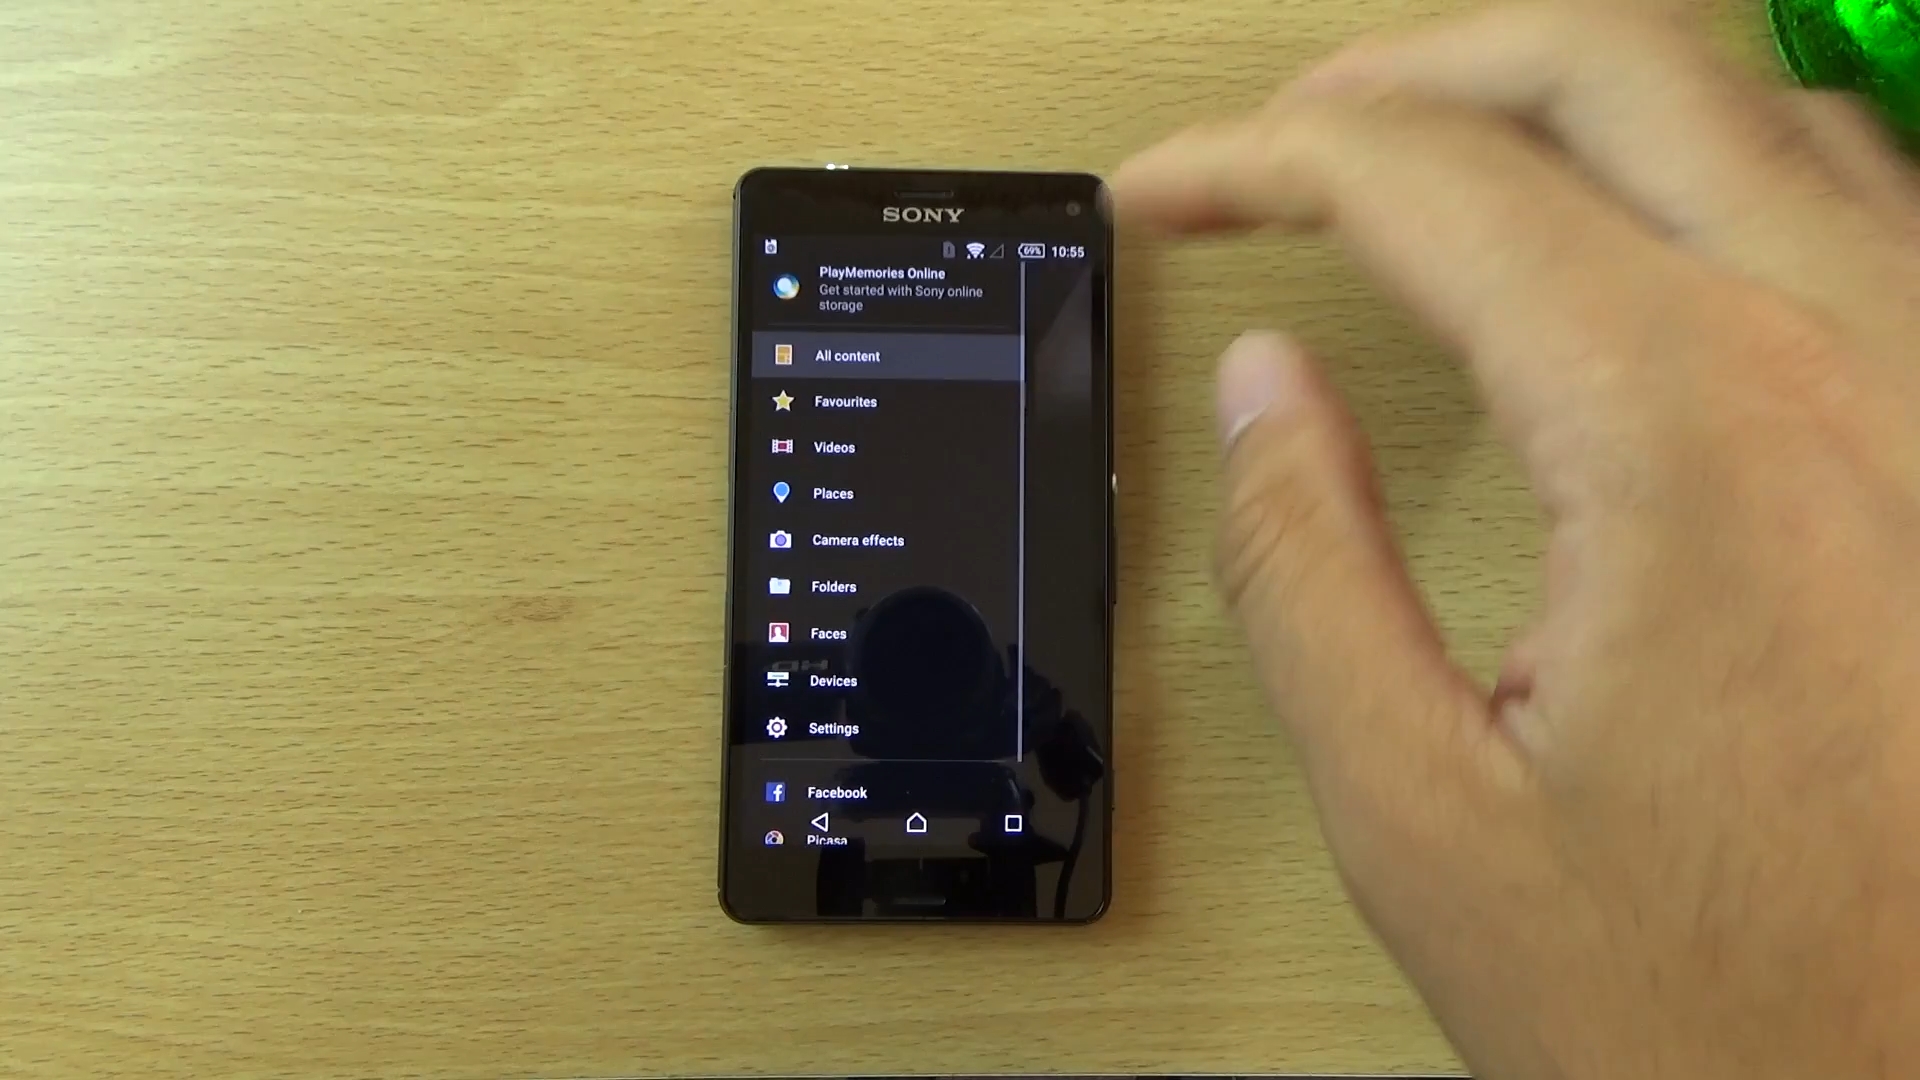 SONY
69% 10:55
PlayMemories Online
Get started with Sony online
storage
All content
Favourites
Videos
Places
Camera effects
Folders
Faces
Devices
Settings
Facebook
Picasa